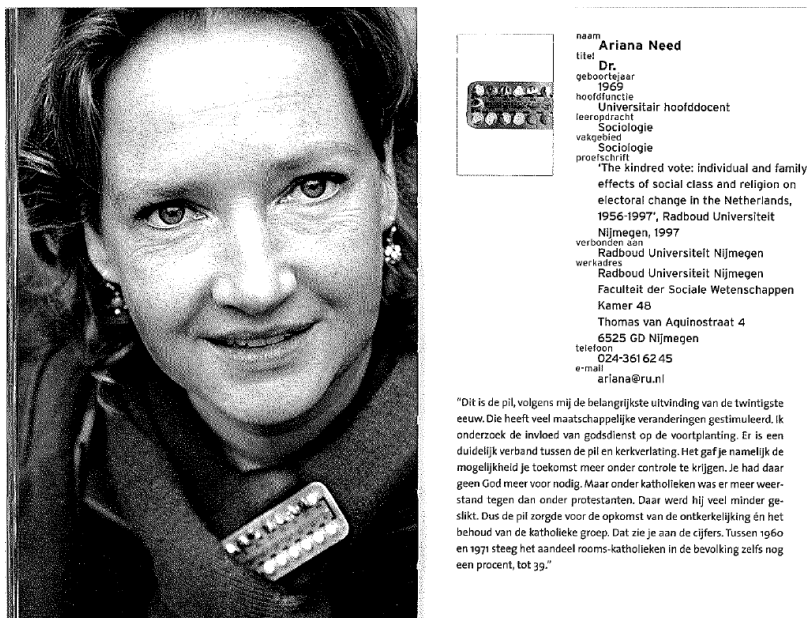 naam
Ariana Need
titel
Dr.
geboortejaar
1969
hoofdfunctie
Universitair hoofddocent
leeropdracht
Sociologie
vakgebied
Sociologie
proefschrift
'The kindred vote: individual and family
effects of social class and religion on
electoral change in the Netherlands,
1956-1997', Radboud Universiteit
Nijmegen, 1997
verbonden aan
Radboud Universiteit Nijmegen
werkadres
Radboud Universiteit Nijmegen
Faculteit der Sociale Wetenschappen
Kamer 48
Thomas van Aquinostraat 4
6525 GD Nijmegen
telefoon
024-361 62 45
e-mail
ariana@ru.nl
"Dit is de pil, volgens mij de belangrijkste uitvinding van de twintigste
eeuw. Die heeft veel maatschappelijke veranderingen gestimuleerd. Ik
onderzoek de invloed van godsdienst op de voortplanting. Er is een
duidelijk verband tussen de pil en kerkverlating. Het gaf je namelijk de
mogelijkheid je toekomst meer onder controle te krijgen. Je had daar
geen God meer voor nodig. Maar onder katholieken was er meer weer-
stand tegen dan onder protestanten. Daar werd hij veel minder ge-
slikt. Dus de pil zorgde voor de opkomst van de ontkerkelijking én het
behoud van de katholieke groep. Dat zie je aan de cijfers. Tussen 1960
en 1971 steeg het aandeel rooms-katholieken in de bevolking zelfs nog
een procent, tot 39."